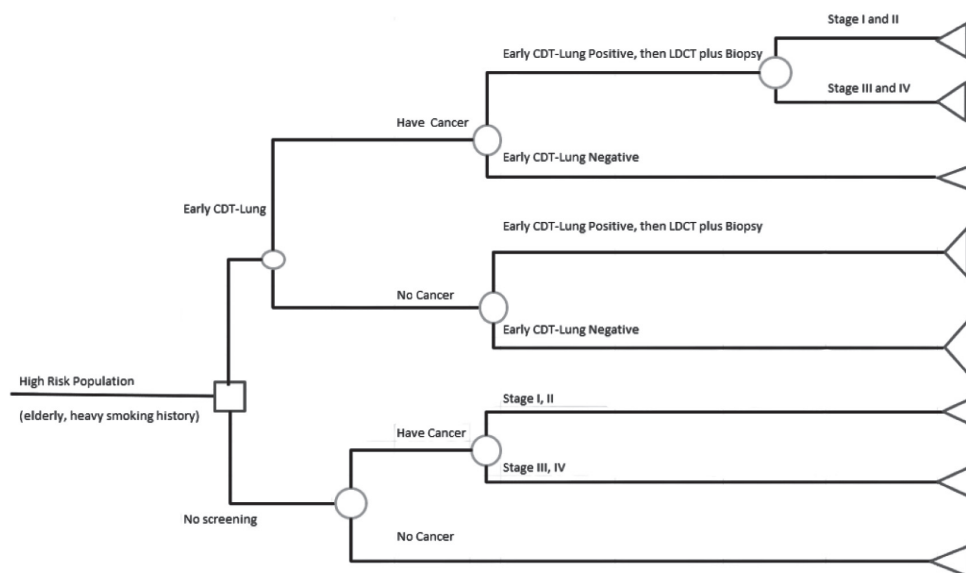 Stage I and II
Early CDT-Lung Positive, then LDCT plus Biopsy
Stage III and IV
Have Cancer
Early CDT-Lung Negative
Early CDT-Lung
Early CDT-Lung Positive, then LDCT plus Biopsy
No Cancer
Early CDT-Lung Negative
High Risk Population
(elderly, heavy smoking history)
Stage I, II
Have Cancer
Stage III, IV
No screening
No Cancer